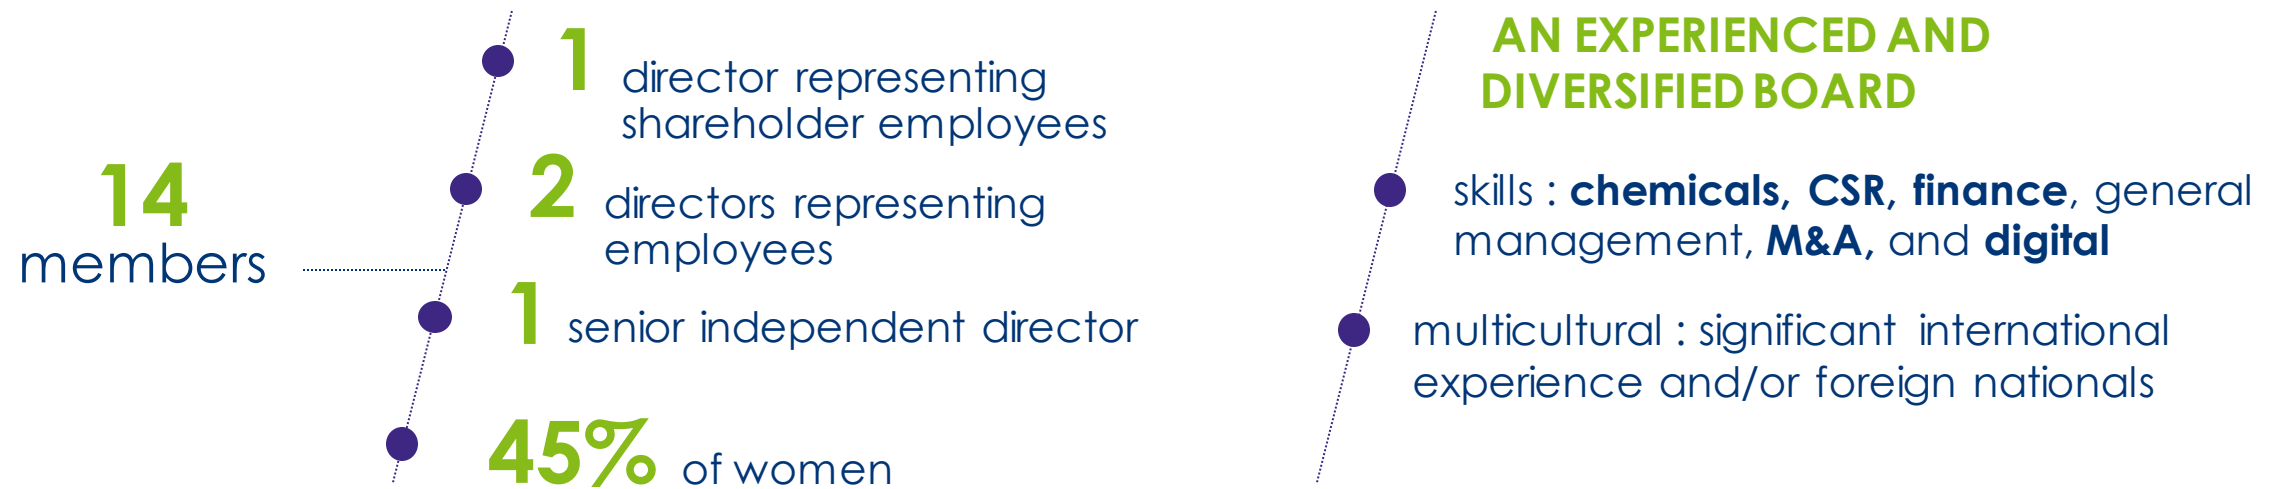 14
members
1
director representing
shareholder employees
2
directors representing
employees
1
senior independent director
45%
of women
AN EXPERIENCED AND
DIVERSIFIED BOARD
skills : chemicals, CSR, finance, general
management, M&A, and digital
multicultural : significant international
experience and/or foreign nationals